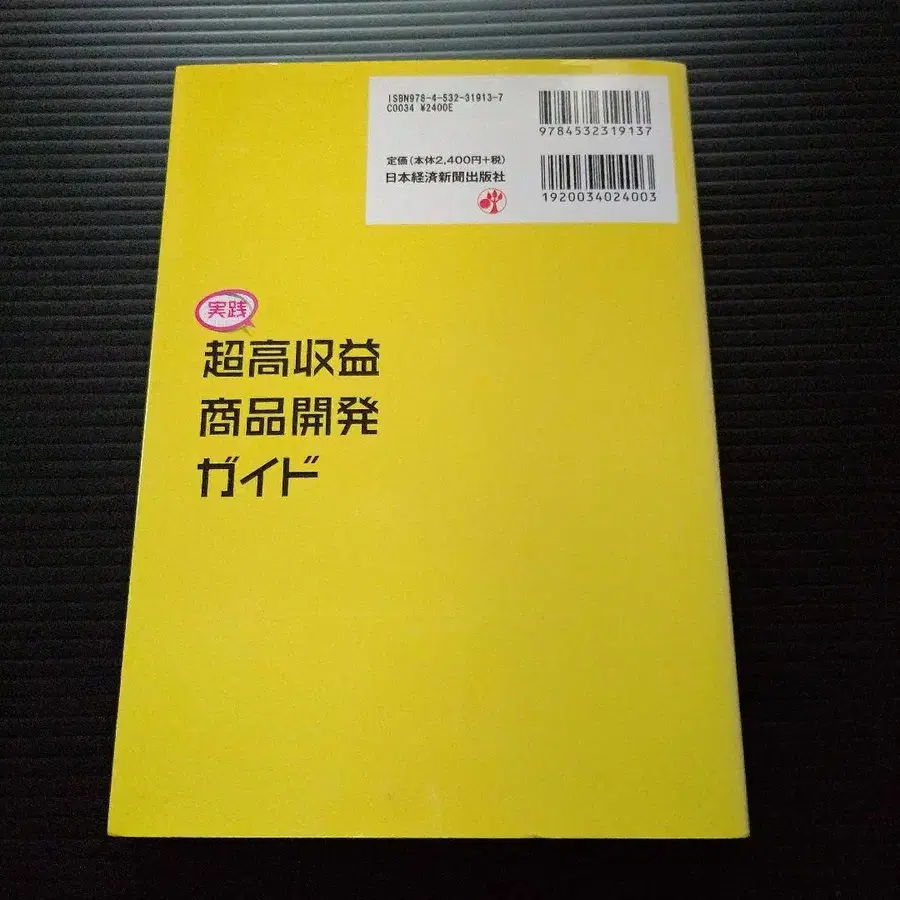 ISBN978-4-532-31913-7
C0034 ¥2400E
9784532319137
定価(本体2,400円+税)
日本経済新聞出版社
1920034024003
実践
超高収益
商品開発
ガイド